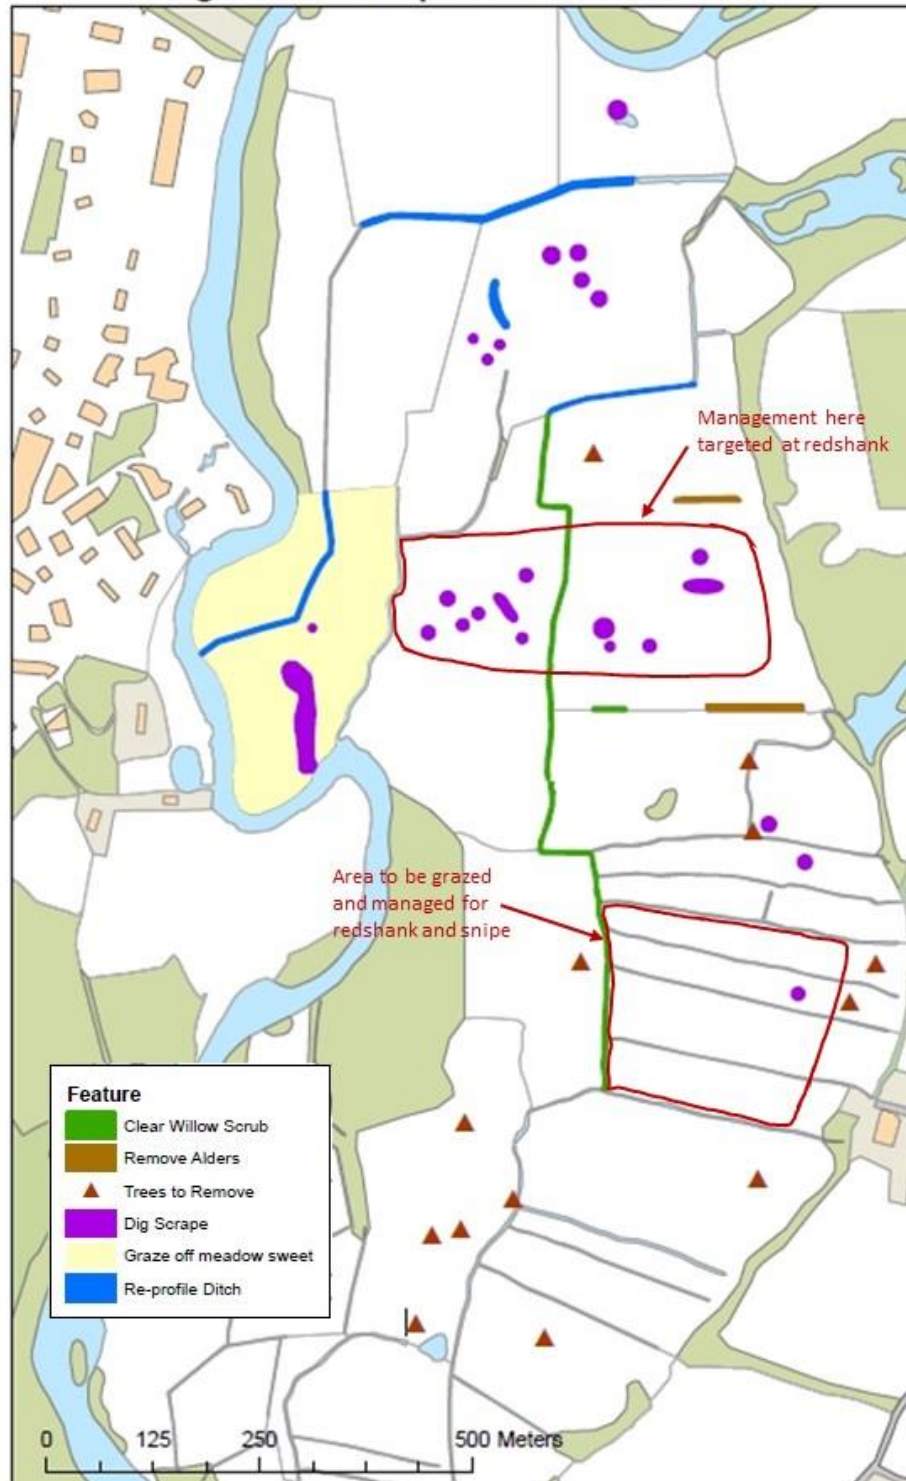 Management here
targeted at redshank
Area to be grazed
and managed for
redshank and snipe
Feature
Clear Willow Scrub
Remove Alders
Trees to Remove
Dig Scrape
Graze off meadow sweet
Re-profile Ditch
0 125 250 500 Meters